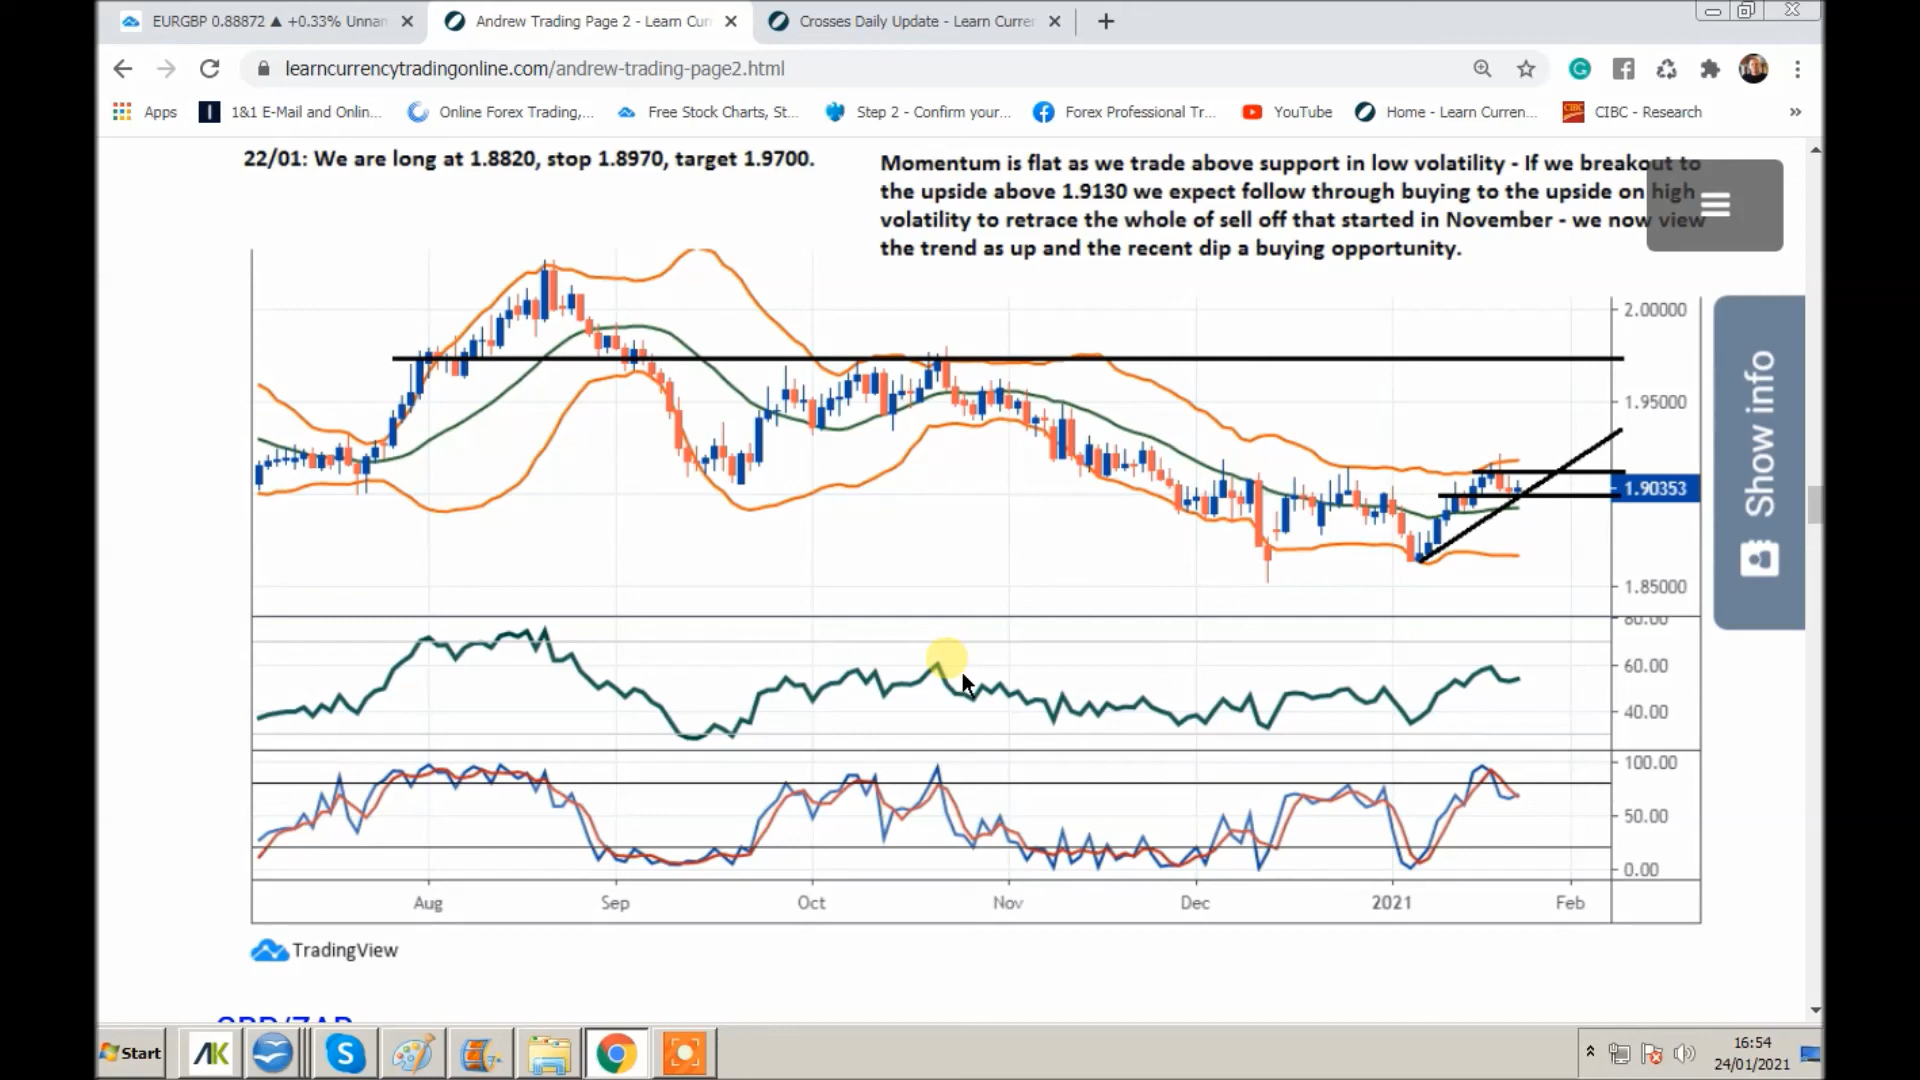 EURGBP 0.88872 ▲ +0.33% Unnar
Andrew Trading Page 2 - Learn Cur
Crosses Daily Update - Learn Curre
learncurrencytradingonline.com/andrew-trading-page2.html
Apps
1&1 E-Mail and Onlin...
Online Forex Trading,...
Free Stock Charts, St...
Step 2 - Confirm your...
Forex Professional Tr...
YouTube
Home - Learn Curren...
CIBC
CIBC - Research
»
22/01: We are long at 1.8820, stop 1.8970, target 1.9700.
Momentum is flat as we trade above support in low volatility - If we breakout to
the upside above 1.9130 we expect follow through buying to the upside on high
volatility to retrace the whole of sell off that started in November - we now view
the trend as up and the recent dip a buying opportunity.
2.00000
1.95000
1.90353
1.85000
80.00
60.00
40.00
100.00
50.00
0.00
Aug
Sep
Oct
Nov
Dec
2021
Feb
Show info
TradingView
GBP/ZAR
Start
AK
16:54
24/01/2021